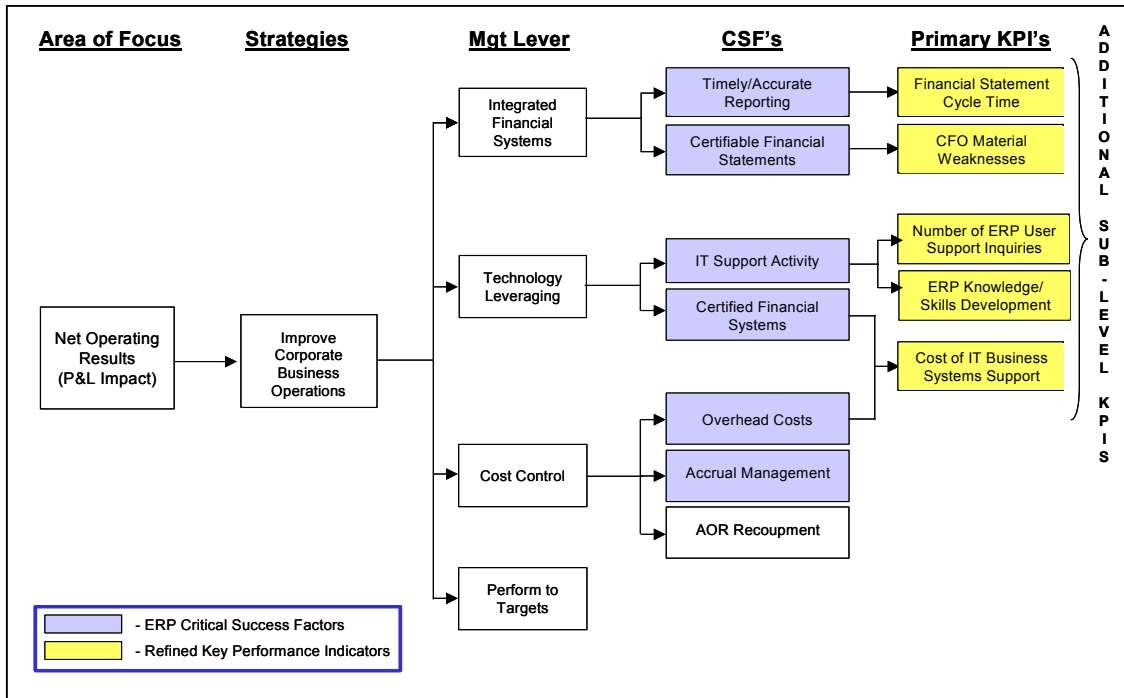 Area of Focus
Strategies
Mgt Lever
CSF's
Primary KPI's
Net Operating
Results
(P&L Impact)
Improve
Corporate
Business
Operations
Integrated
Financial
Systems
Technology
Leveraging
Cost Control
Perform to
Targets
Timely/Accurate
Reporting
Certifiable Financial
Statements
IT Support Activity
Certified Financial
Systems
Overhead Costs
Accrual Management
AOR Recoupment
Financial Statement
Cycle Time
CFO Material
Weaknesses
Number of ERP User
Support Inquiries
ERP Knowledge/
Skills Development
Cost of IT Business
Systems Support
ADDITIONAL SUB-LEVEL KPIS
- ERP Critical Success Factors
- Refined Key Performance Indicators